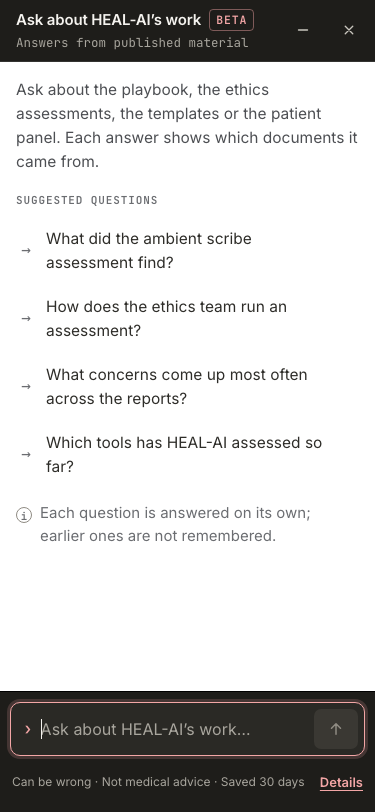 Ask about HEAL-AI's work BETA
Answers from published material
Ask about the playbook, the ethics
assessments, the templates or the patient
panel. Each answer shows which documents it
came from.
SUGGESTED QUESTIONS
→ What did the ambient scribe
assessment find?
→ How does the ethics team run an
assessment?
→ What concerns come up most often
across the reports?
→ Which tools has HEAL-AI assessed so
far?
Each question is answered on its own;
earlier ones are not remembered.
Ask about HEAL-AI's work...
Can be wrong · Not medical advice · Saved 30 days Details